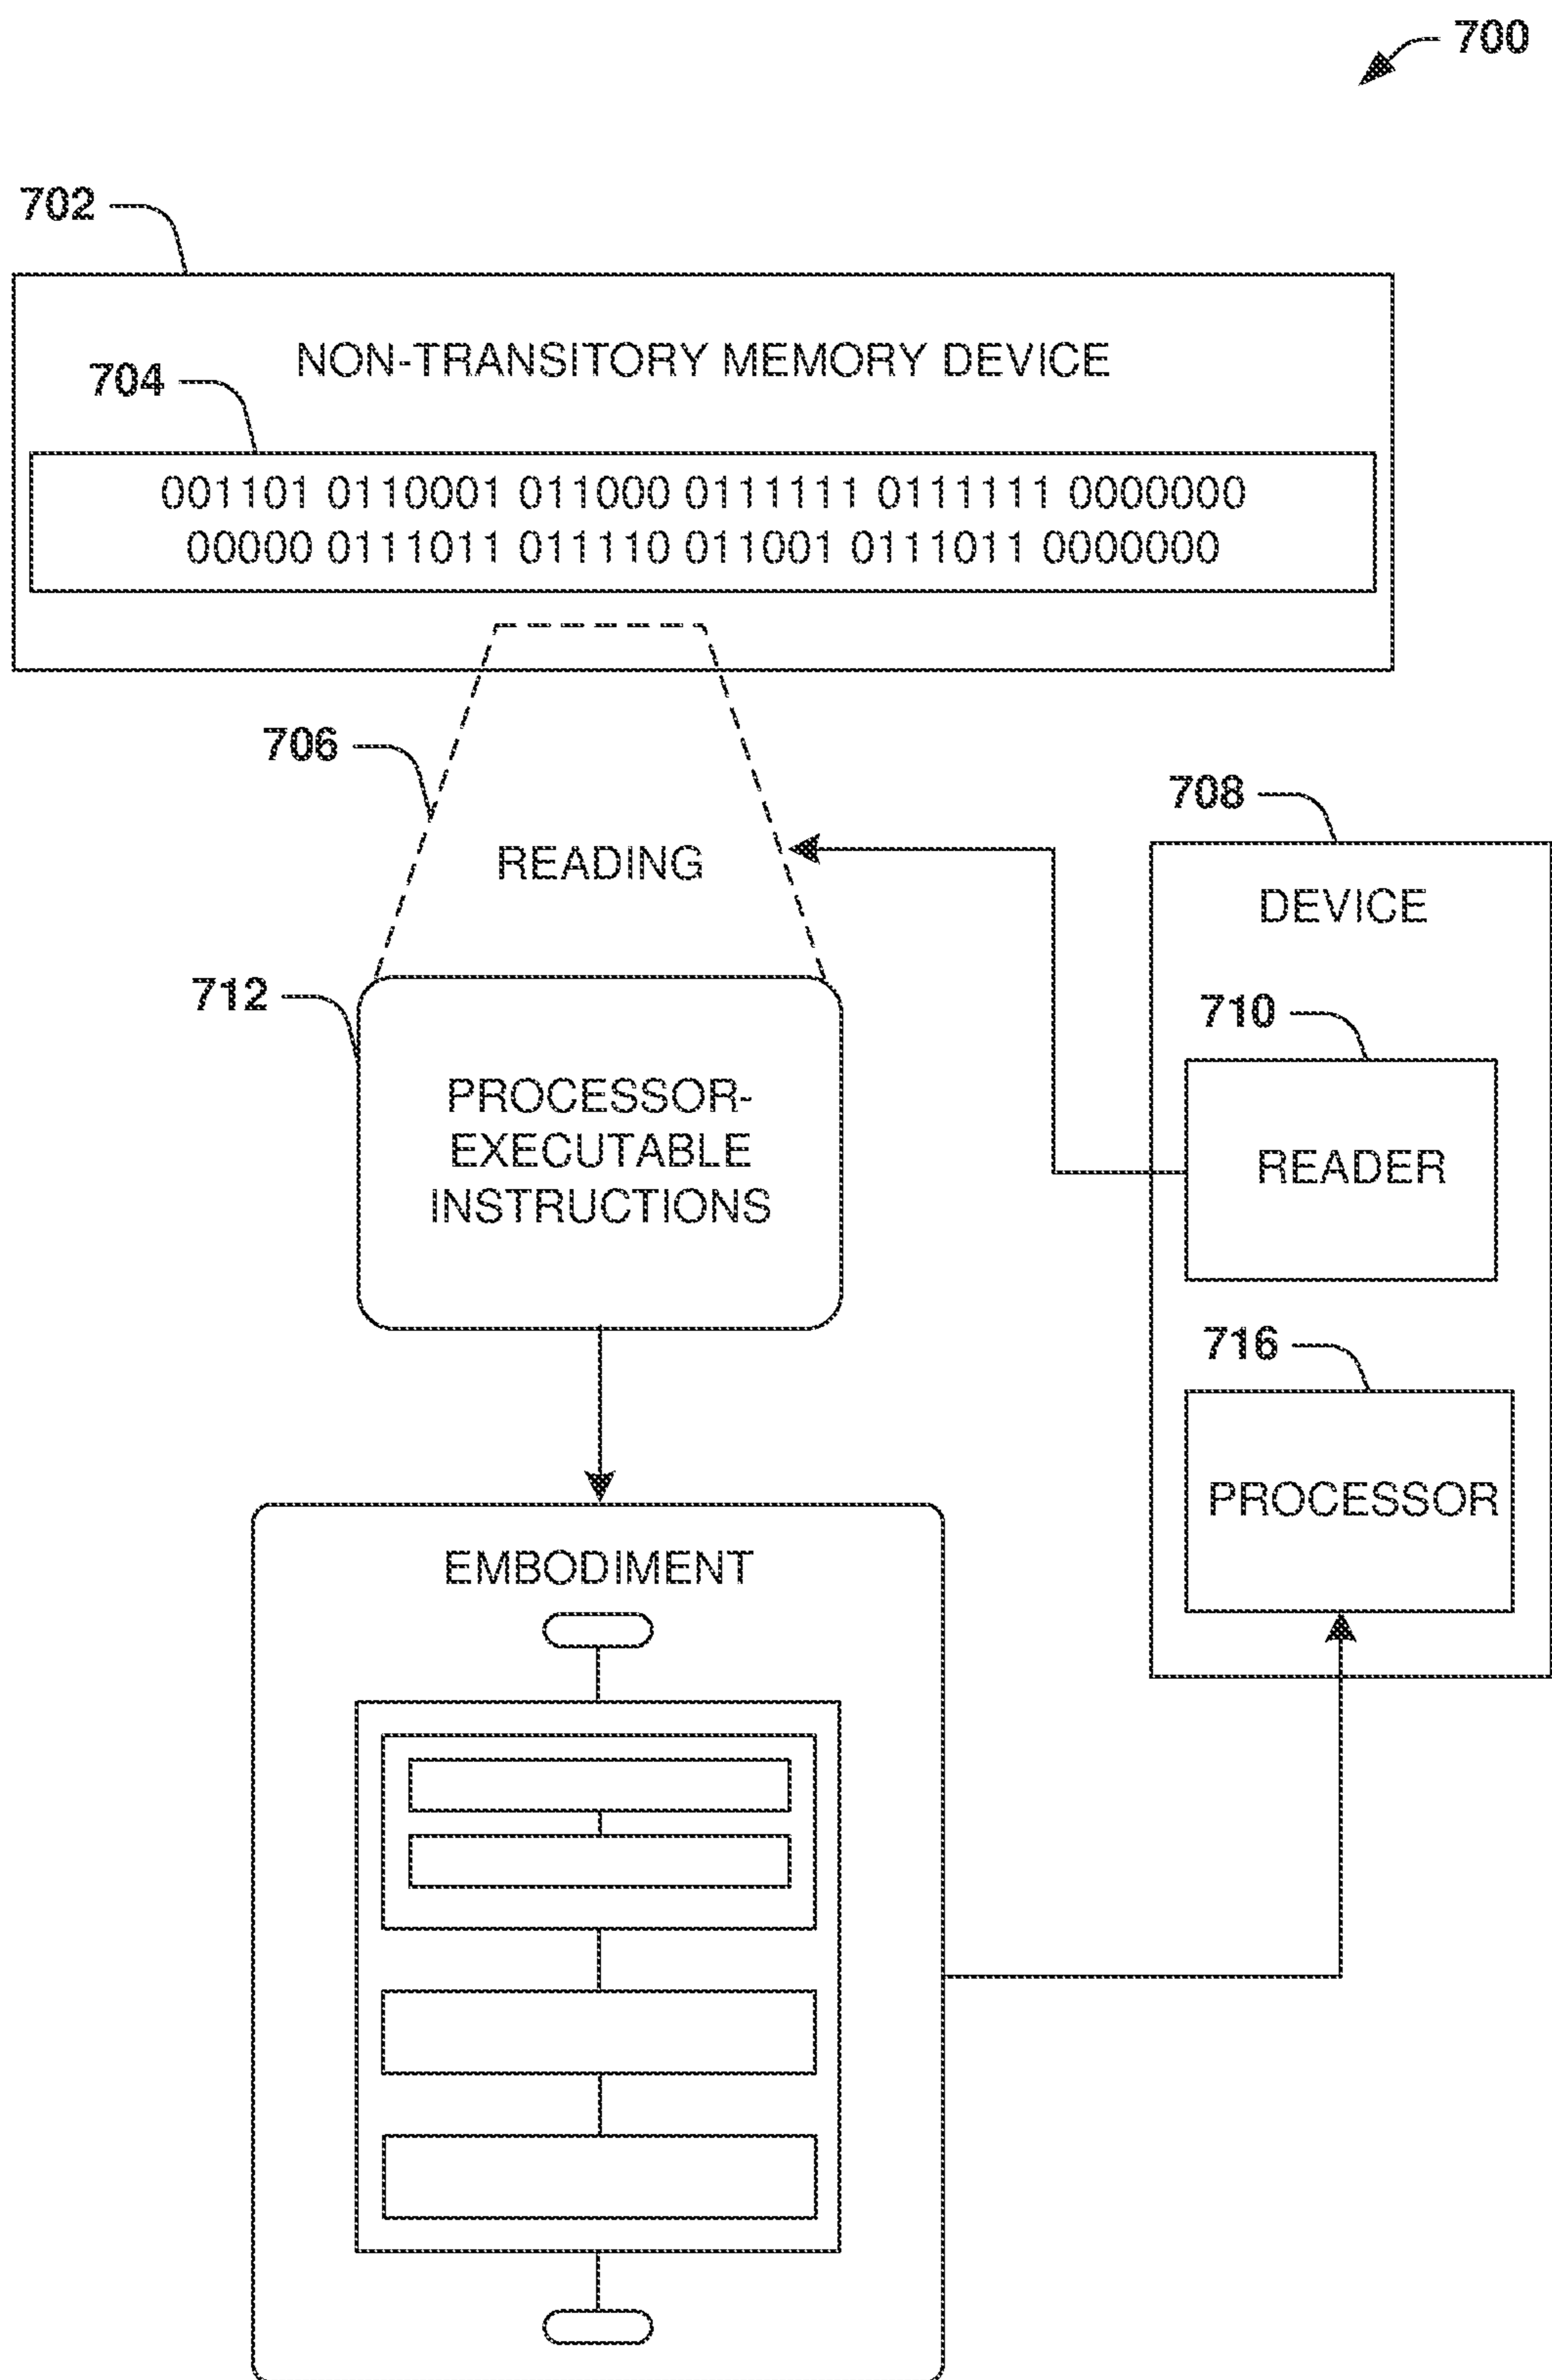 700
702
NON-TRANSITORY MEMORY DEVICE
704
001101 0110001 011000 0111111 0111111 0000000
00000 0111011 011110 011001 0111011 0000000
706
READING
708
DEVICE
712
710
PROCESSOR-
EXECUTABLE
INSTRUCTIONS
READER
716
PROCESSOR
EMBODIMENT